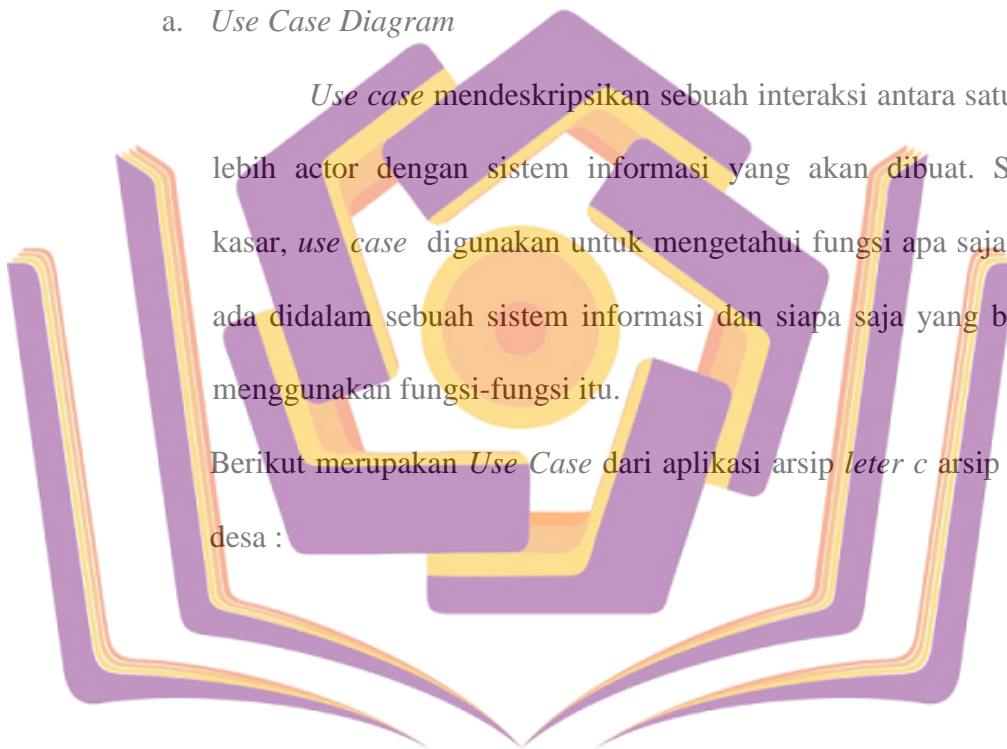 a. Use Case Diagram
Use case mendeskripsikan sebuah interaksi antara satu
lebih actor dengan sistem informasi yang akan dibuat. S
kasar, use case digunakan untuk mengetahui fungsi apa saja
ada didalam sebuah sistem informasi dan siapa saja yang b
menggunakan fungsi-fungsi itu.
Berikut merupakan Use Case dari aplikasi arsip leter c arsip
desa :